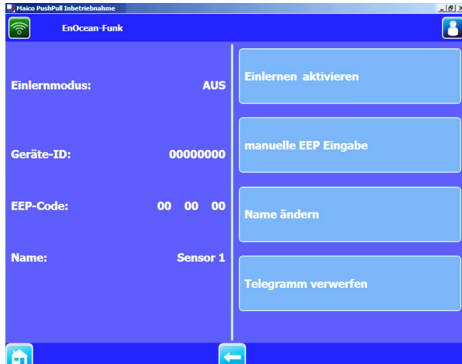 Maico PushPull Inbetriebnahme
EnOcean-Funk
Einlernmodus: AUS
Geräte-ID: 00000000
EEP-Code: 00 00 00
Name: Sensor 1
Einlernen aktivieren
manuelle EEP Eingabe
Name ändern
Telegramm verwerfen